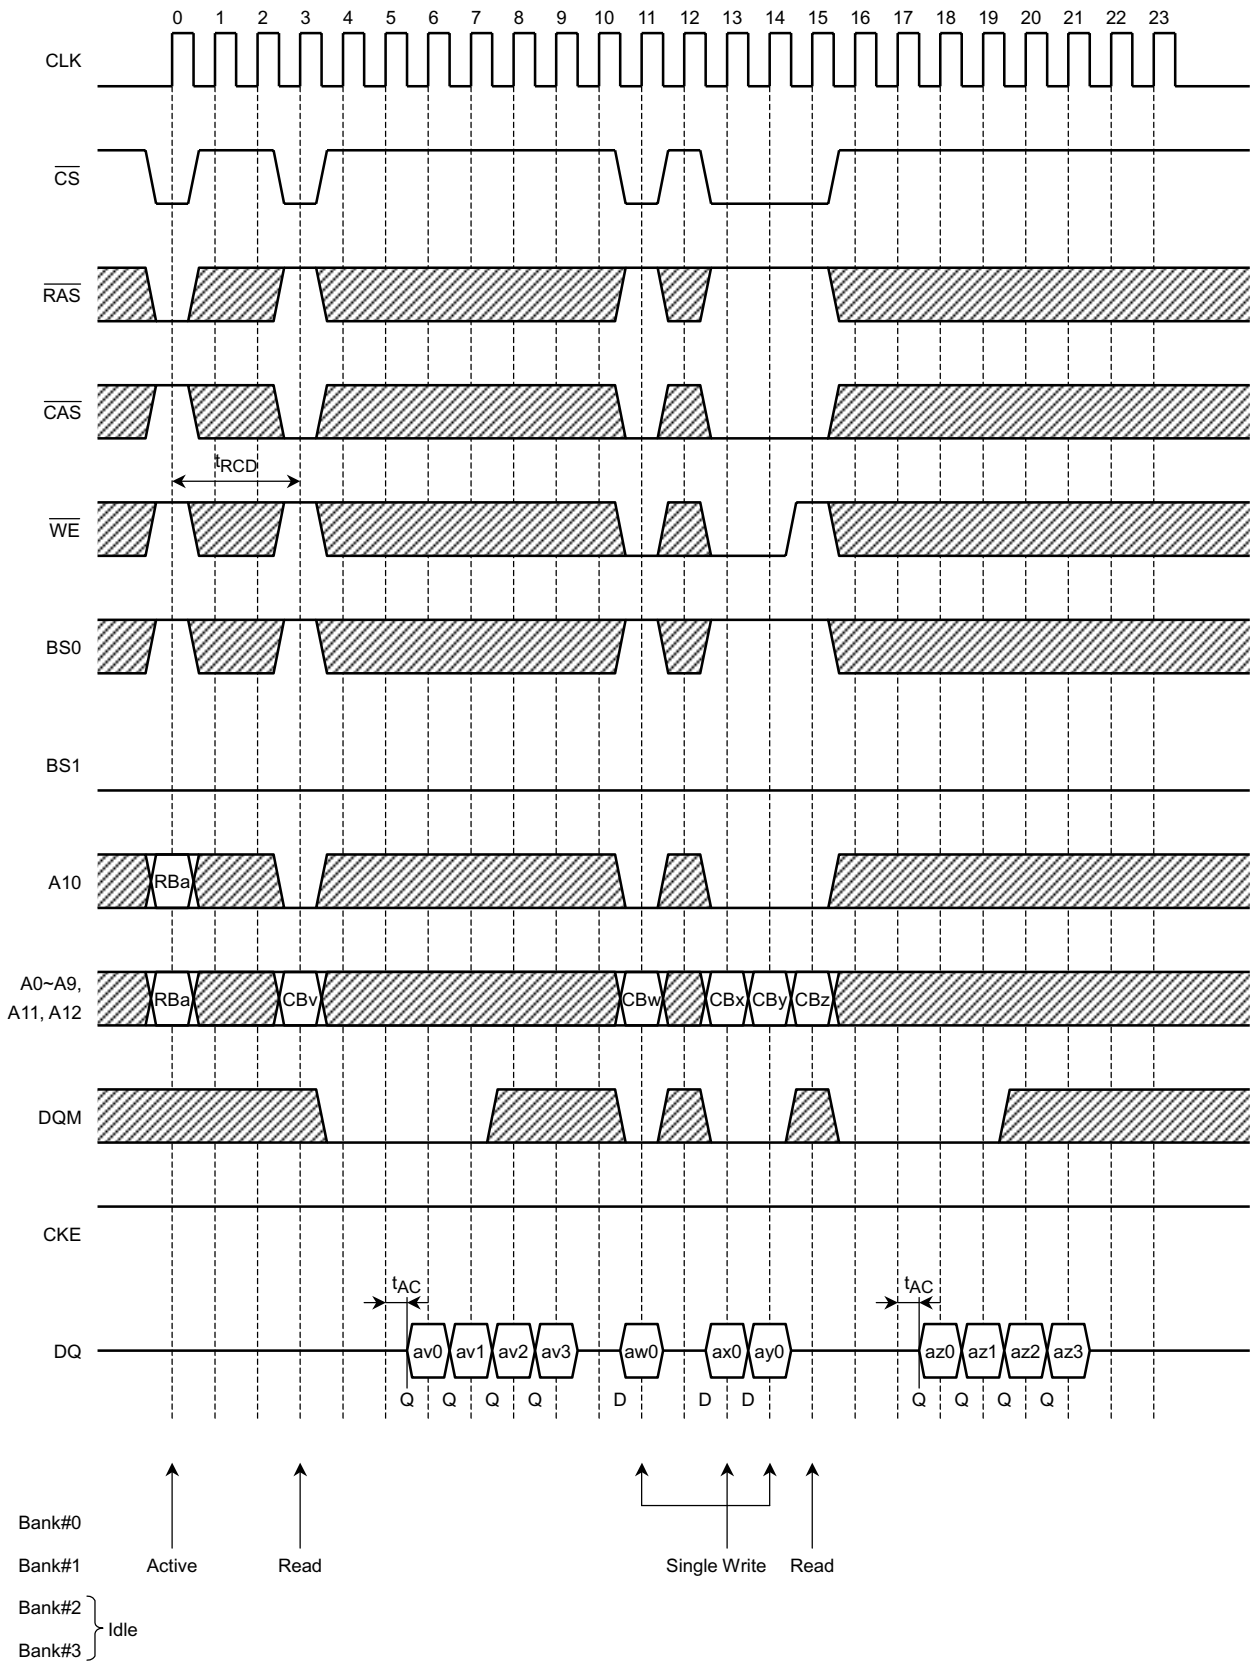 0 1 2 3 4 5 6 7 8 9 10 11 12 13 14 15 16 17 18 19 20 21 22 23
CLK
CS
RAS
CAS
tRCD
WE
BS0
BS1
A10 RBa
A0~A9,
A11, A12
RBa CBv CBw CBx CBy CBz
DQM
CKE
tAC tAC
DQ av0 av1 av2 av3 aw0 ax0 ay0 az0 az1 az2 az3
Q Q Q Q D D D Q Q Q Q
Bank#0
Bank#1 Active Read Single Write Read
Bank#2
Idle
Bank#3